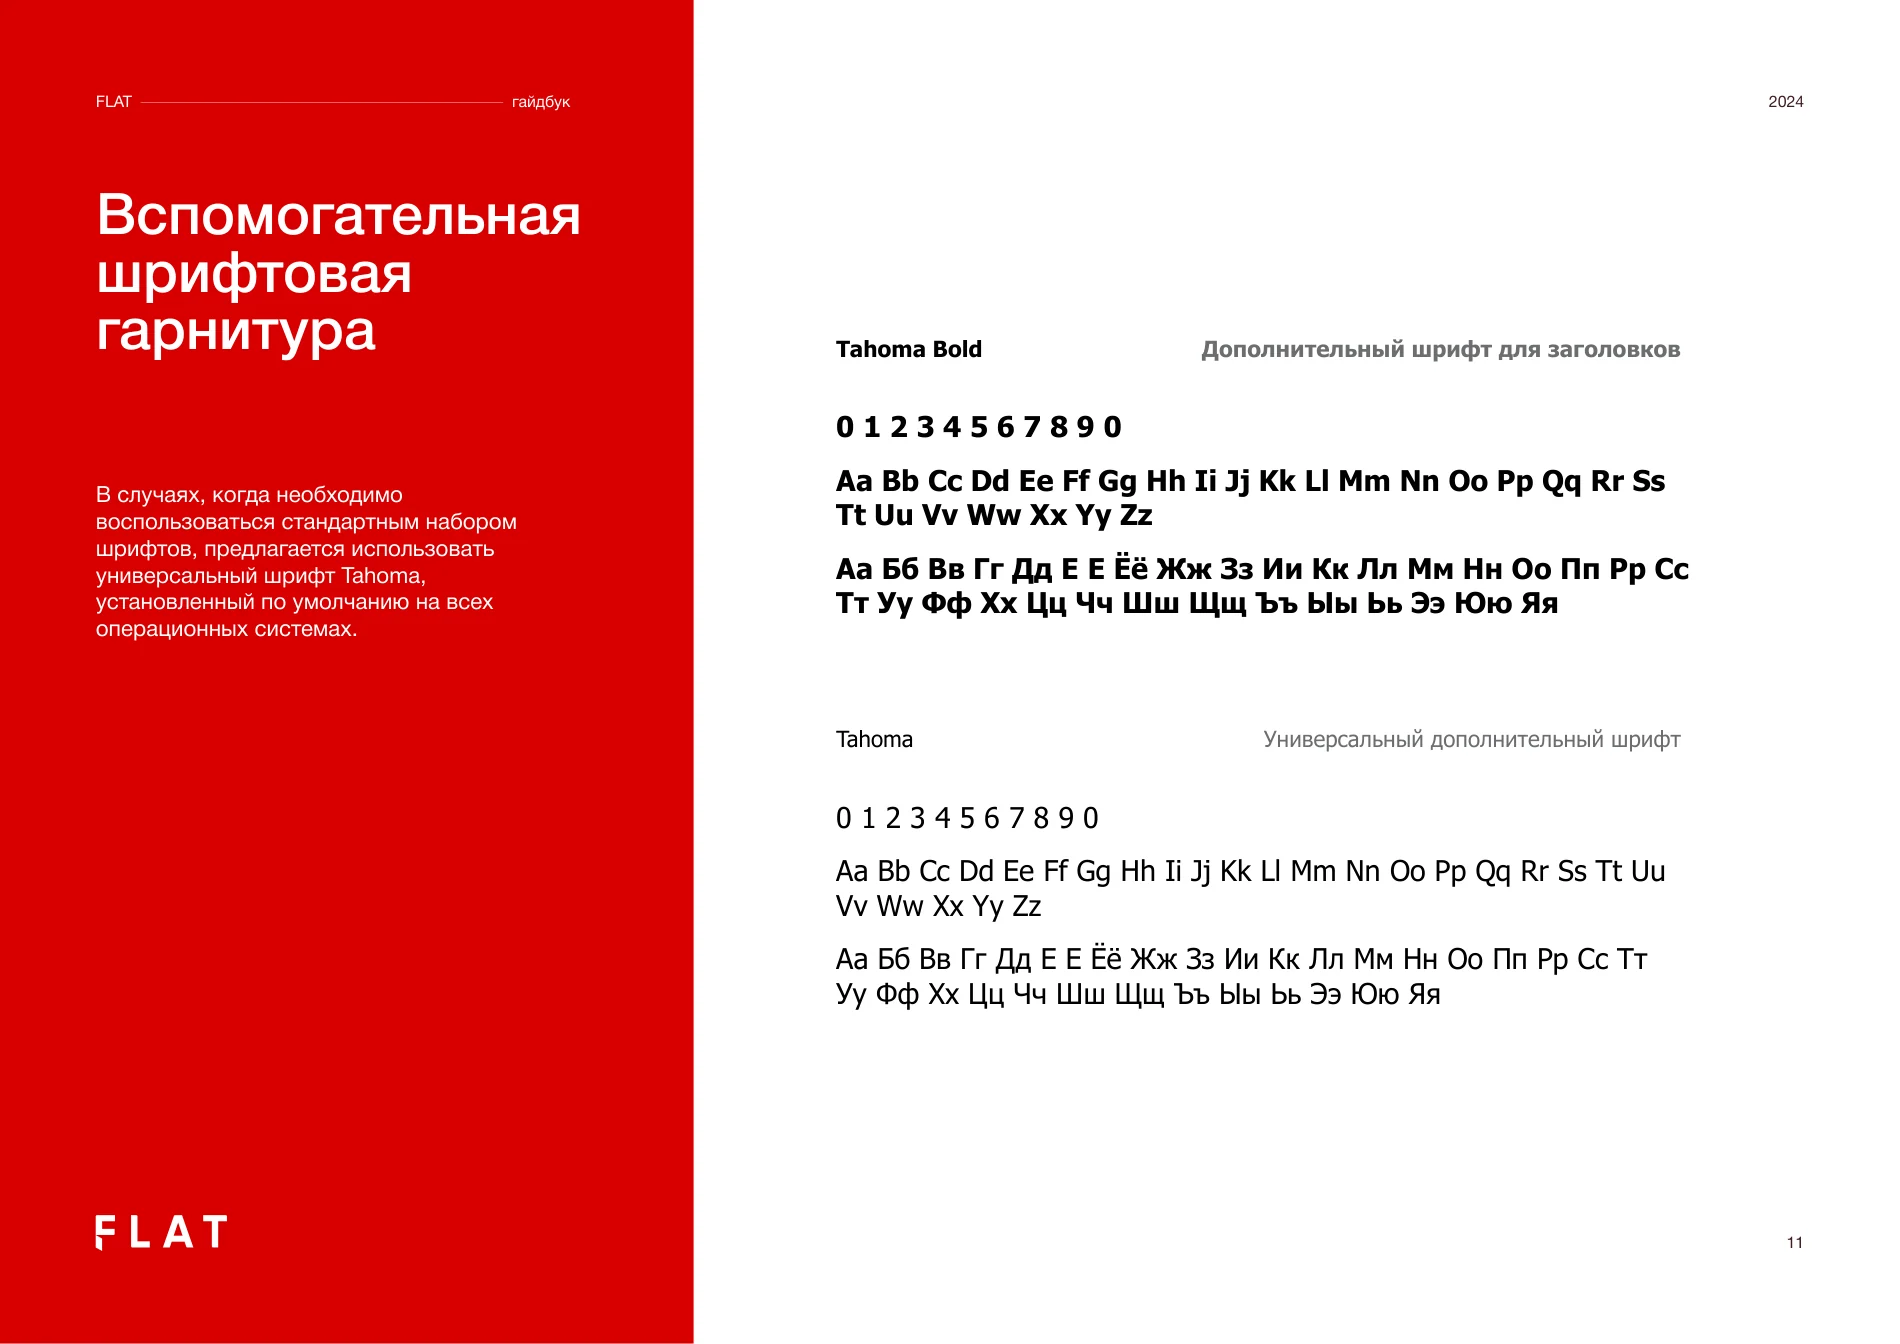 FLAT гайдбук
2024
Вспомогательная
шрифтовая
гарнитура
В случаях, когда необходимо
воспользоваться стандартным набором
шрифтов, предлагается использовать
универсальный шрифт Tahoma,
установленный по умолчанию на всех
операционных системах.
Tahoma Bold
Дополнительный шрифт для заголовков
0 1 2 3 4 5 6 7 8 9 0
Aa Bb Cc Dd Ee Ff Gg Hh Ii Jj Kk Ll Mm Nn Oo Pp Qq Rr Ss
Tt Uu Vv Ww Xx Yy Zz
Аа Бб Вв Гг Дд Е Е Ёё Жж Зз Ии Кк Лл Мм Нн Оо Пп Рр Сс
Тт Уу Фф Хх Цц Чч Шш Щщ Ъъ Ыы Ьь Ээ Юю Яя
Tahoma
Универсальный дополнительный шрифт
0 1 2 3 4 5 6 7 8 9 0
Aa Bb Cc Dd Ee Ff Gg Hh Ii Jj Kk Ll Mm Nn Oo Pp Qq Rr Ss Tt Uu
Vv Ww Xx Yy Zz
Аа Бб Вв Гг Дд Е Е Ёё Жж Зз Ии Кк Лл Мм Нн Оо Пп Рр Сс Тт
Уу Фф Хх Цц Чч Шш Щщ Ъъ Ыы Ьь Ээ Юю Яя
FLAT
11